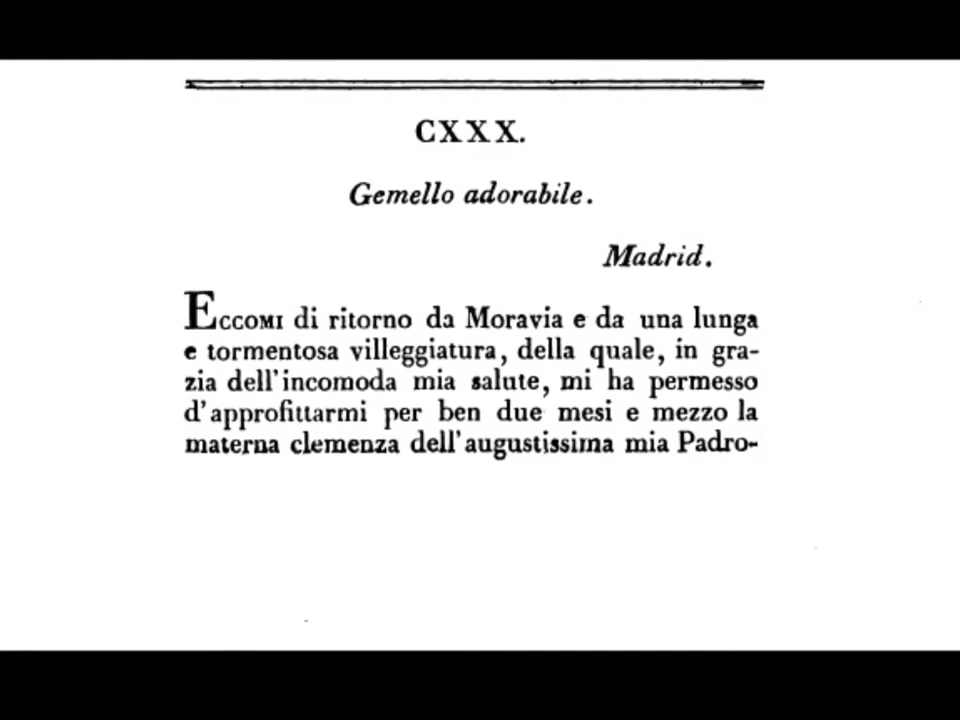 CXXX.
Gemello adorabile.
Madrid.
Eccomi di ritorno da Moravia e da una lunga
e tormentosa villeggiatura, della quale, in gra-
zia dell'incomoda mia salute, mi ha permesso
d'approfittarmi per ben due mesi e mezzo la
materna clemenza dell'augustissima mia Padro-